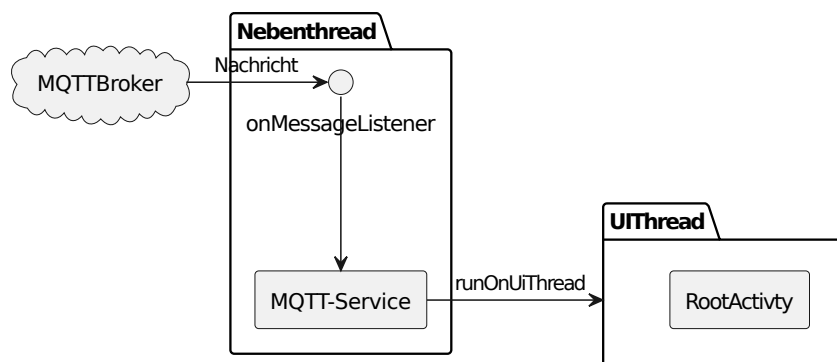 Nebenthread
Nachricht
MQTTBroker
onMessageListener
UIThread
MQTT-Service
runOnUiThread
RootActivty